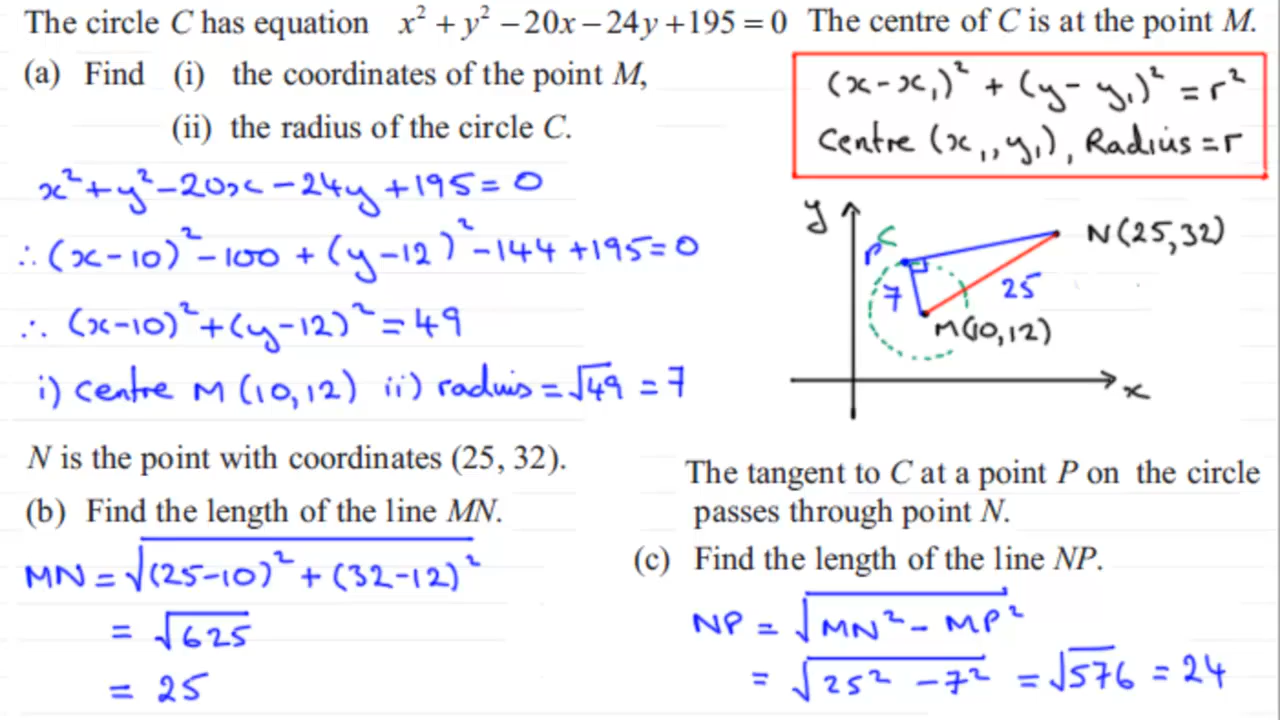 The circle C has equation x² + y² − 20x − 24y + 195 = 0 The centre of C is at the point M.
(a) Find (i) the coordinates of the point M,
(ii) the radius of the circle C.
(x − x₁)² + (y − y₁)² = r²
Centre (x₁, y₁), Radius = r
x² + y² − 20x − 24y + 195 = 0
∴ (x − 10)² − 100 + (y − 12)² − 144 + 195 = 0
∴ (x − 10)² + (y − 12)² = 49
i) centre M (10, 12) ii) radius = √49 = 7
y
C
P
N (25, 32)
7
25
M (10, 12)
x
N is the point with coordinates (25, 32).
(b) Find the length of the line MN.
MN = √(25 − 10)² + (32 − 12)²
= √625
= 25
The tangent to C at a point P on the circle
passes through point N.
(c) Find the length of the line NP.
NP = √MN² − MP²
= √25² − 7² = √576 = 24